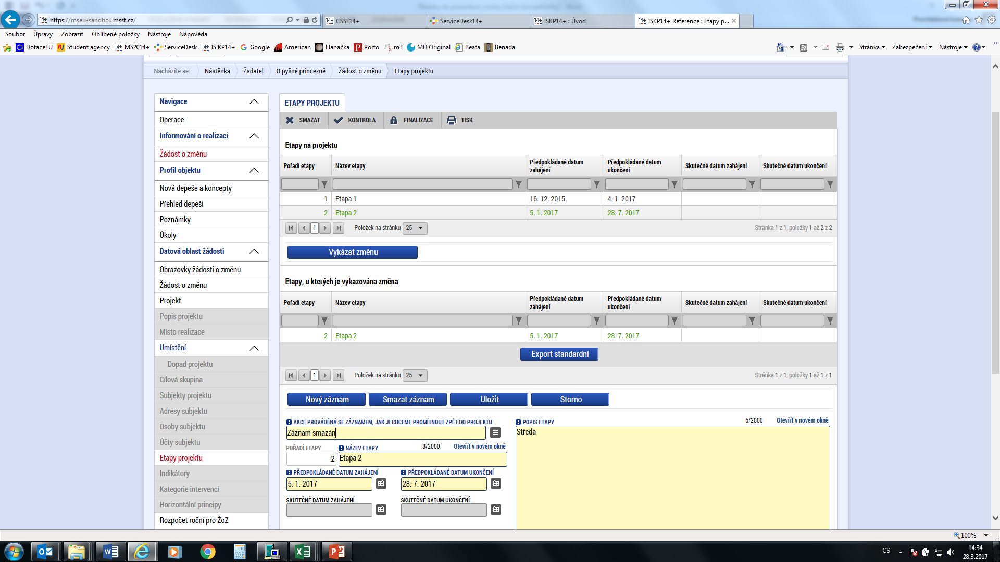 https://mseu-sandbox.mssf.cz/
CSSF14+
ServiceDesk14+
ISKP14+ : Úvod
ISKP14+ Reference : Etapy p...
Soubor Úpravy Zobrazit Oblíbené položky Nástroje Nápověda
DotaceEU Student agency MS2014+ ServiceDesk IS KP14+ Google American Hanačka Porto m3 MD Original Beata Benada
Stránka Zabezpečení Nástroje
Nacházíte se: Nástěnka Žadatel O pyšné princezně Žádost o změnu Etapy projektu
Navigace
Operace
Informování o realizaci
Žádost o změnu
Profil objektu
Nová depeše a koncepty
Přehled depeší
Poznámky
Úkoly
Datová oblast žádosti
Obrazovky žádosti o změnu
Žádost o změnu
Projekt
Popis projektu
Místo realizace
Umístění
Dopad projektu
Cílová skupina
Subjekty projektu
Adresy subjektu
Osoby subjektu
Účty subjektu
Etapy projektu
Indikátory
Kategorie intervencí
Horizontální principy
Rozpočet roční pro ŽoZ
ETAPY PROJEKTU
SMAZAT KONTROLA FINALIZACE TISK
Etapy na projektu
Pořadí etapy Název etapy Předpokládané datum zahájení Předpokládané datum ukončení Skutečné datum zahájení Skutečné datum ukončení
1 Etapa 1 16. 12. 2015 4. 1. 2017
2 Etapa 2 5. 1. 2017 28. 7. 2017
1 Položek na stránku 25 Stránka 1 z 1, položky 1 až 2 z 2
Vykázat změnu
Etapy, u kterých je vykazována změna
Pořadí etapy Název etapy Předpokládané datum zahájení Předpokládané datum ukončení Skutečné datum zahájení Skutečné datum ukončení
2 Etapa 2 5. 1. 2017 28. 7. 2017
Export standardní
1 Položek na stránku 25 Stránka 1 z 1, položky 1 až 1 z 1
Nový záznam Smazat záznam Uložit Storno
AKCE PROVÁDĚNÁ SE ZÁZNAMEM, JAK JI CHCEME PROMÍTNOUT ZPĚT DO PROJEKTU
Záznam smazán
POŘADÍ ETAPY NÁZEV ETAPY 8/2000 Otevřít v novém okně
2 Etapa 2
PŘEDPOKLÁDANÉ DATUM ZAHÁJENÍ PŘEDPOKLÁDANÉ DATUM UKONČENÍ
5. 1. 2017 28. 7. 2017
SKUTEČNÉ DATUM ZAHÁJENÍ SKUTEČNÉ DATUM UKONČENÍ
POPIS ETAPY 6/2000 Otevřít v novém okně
Středa
100%
CS
14:34
28.3.2017